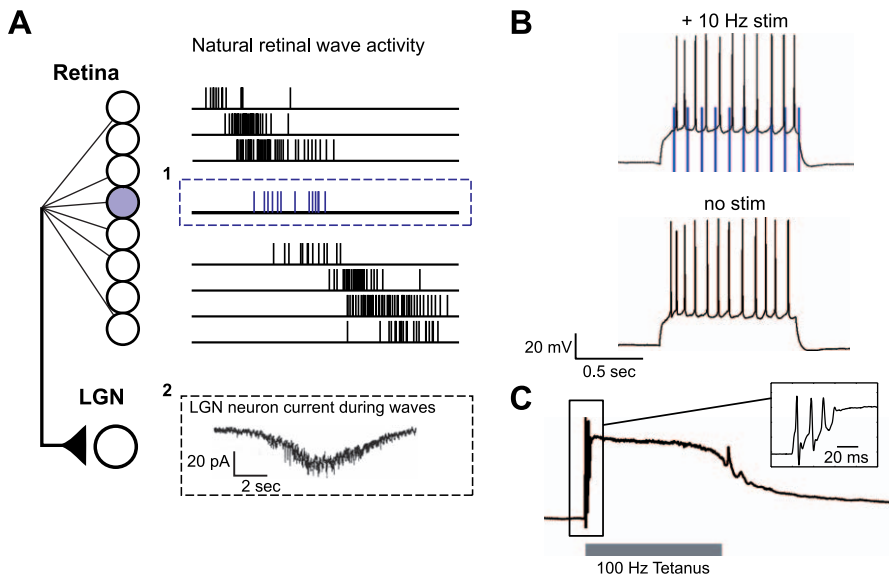 A
Natural retinal wave activity
Retina
1
LGN
2
LGN neuron current during waves
20 pA
2 sec
B
+ 10 Hz stim
no stim
20 mV
0.5 sec
C
20 ms
100 Hz Tetanus